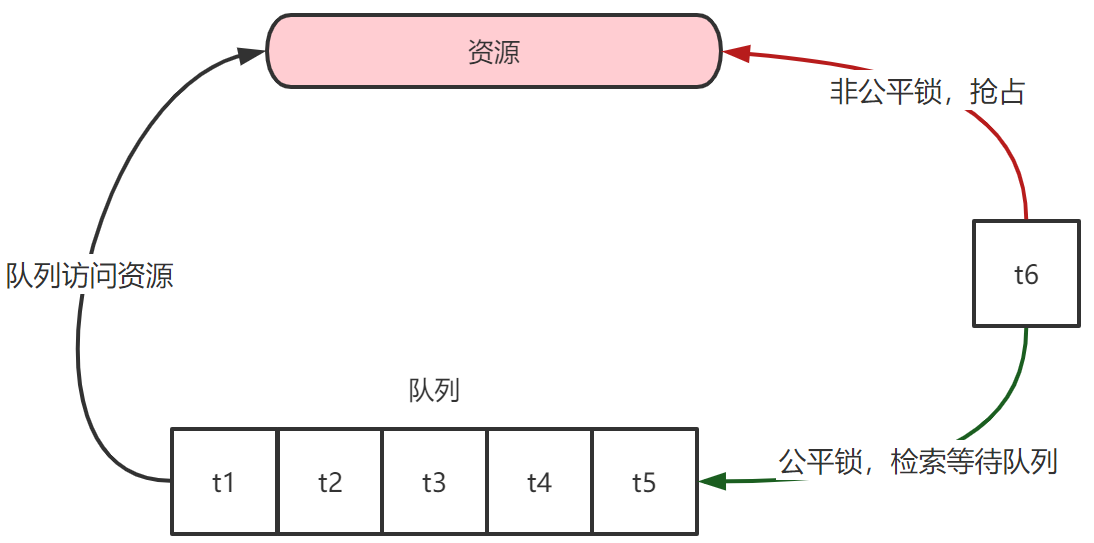 资源
非公平锁，抢占
t6
队列访问资源
队列
t1 t2 t3 t4 t5
公平锁，检索等待队列